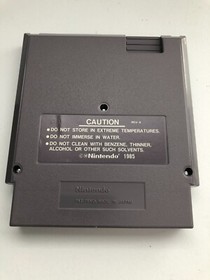 CAUTION
• DO NOT STORE IN EXTREME TEMPERATURES.
• DO NOT IMMERSE IN WATER.
• DO NOT CLEAN WITH BENZENE, THINNER,
ALCOHOL OR OTHER SUCH SOLVENTS.
©Nintendo 1985
Nintendo